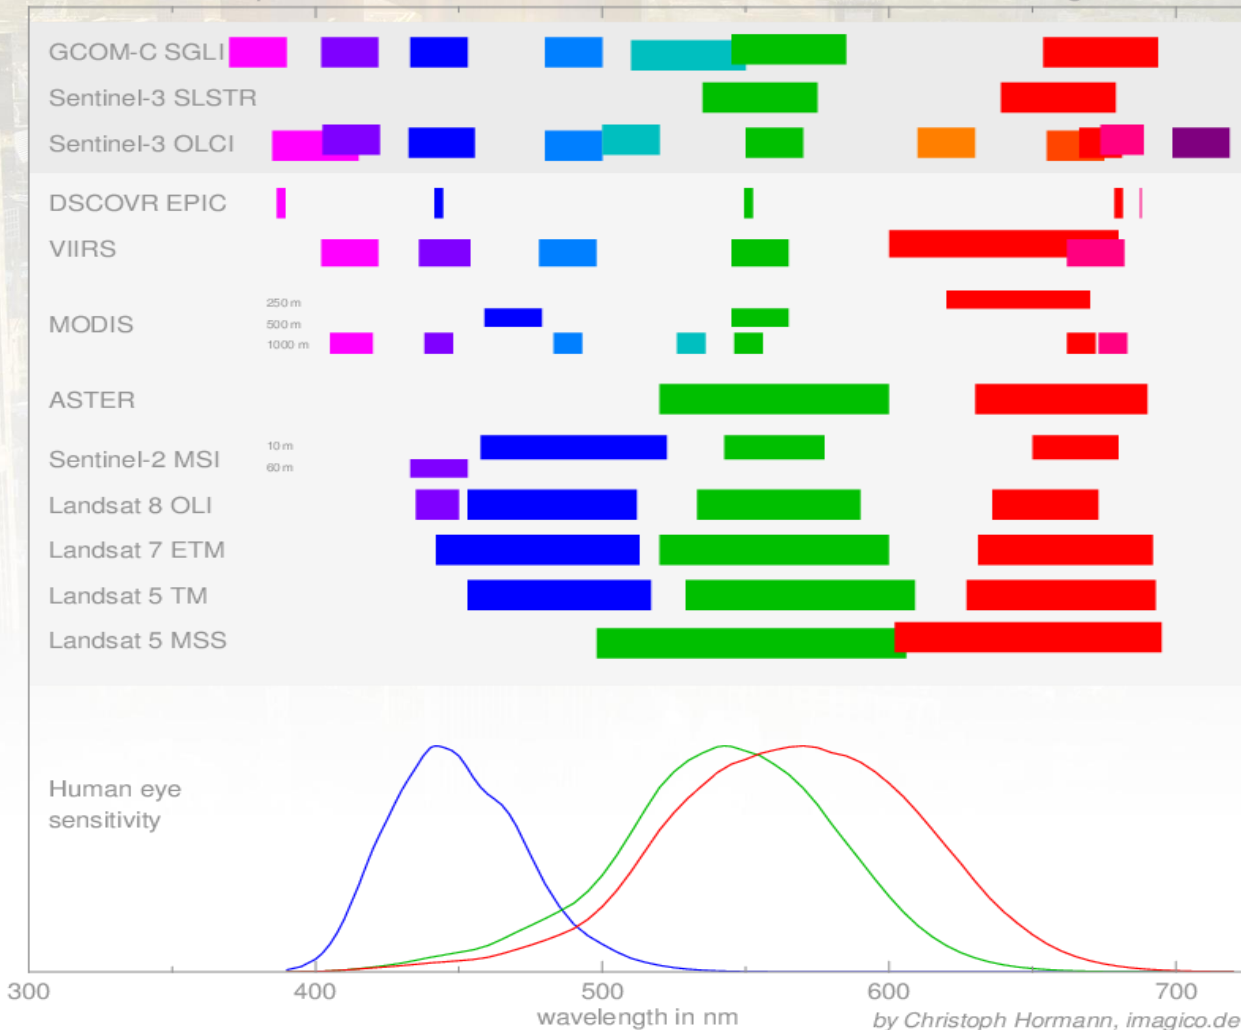 GCOM-C SGLI
Sentinel-3 SLSTR
Sentinel-3 OLCI
DSCOVR EPIC
VIIRS
250 m
MODIS
500 m
1000 m
ASTER
10 m
Sentinel-2 MSI
60 m
Landsat 8 OLI
Landsat 7 ETM
Landsat 5 TM
Landsat 5 MSS
Human eye
sensitivity
300 400 500 600 700
wavelength in nm
by Christoph Hormann, imagico.de